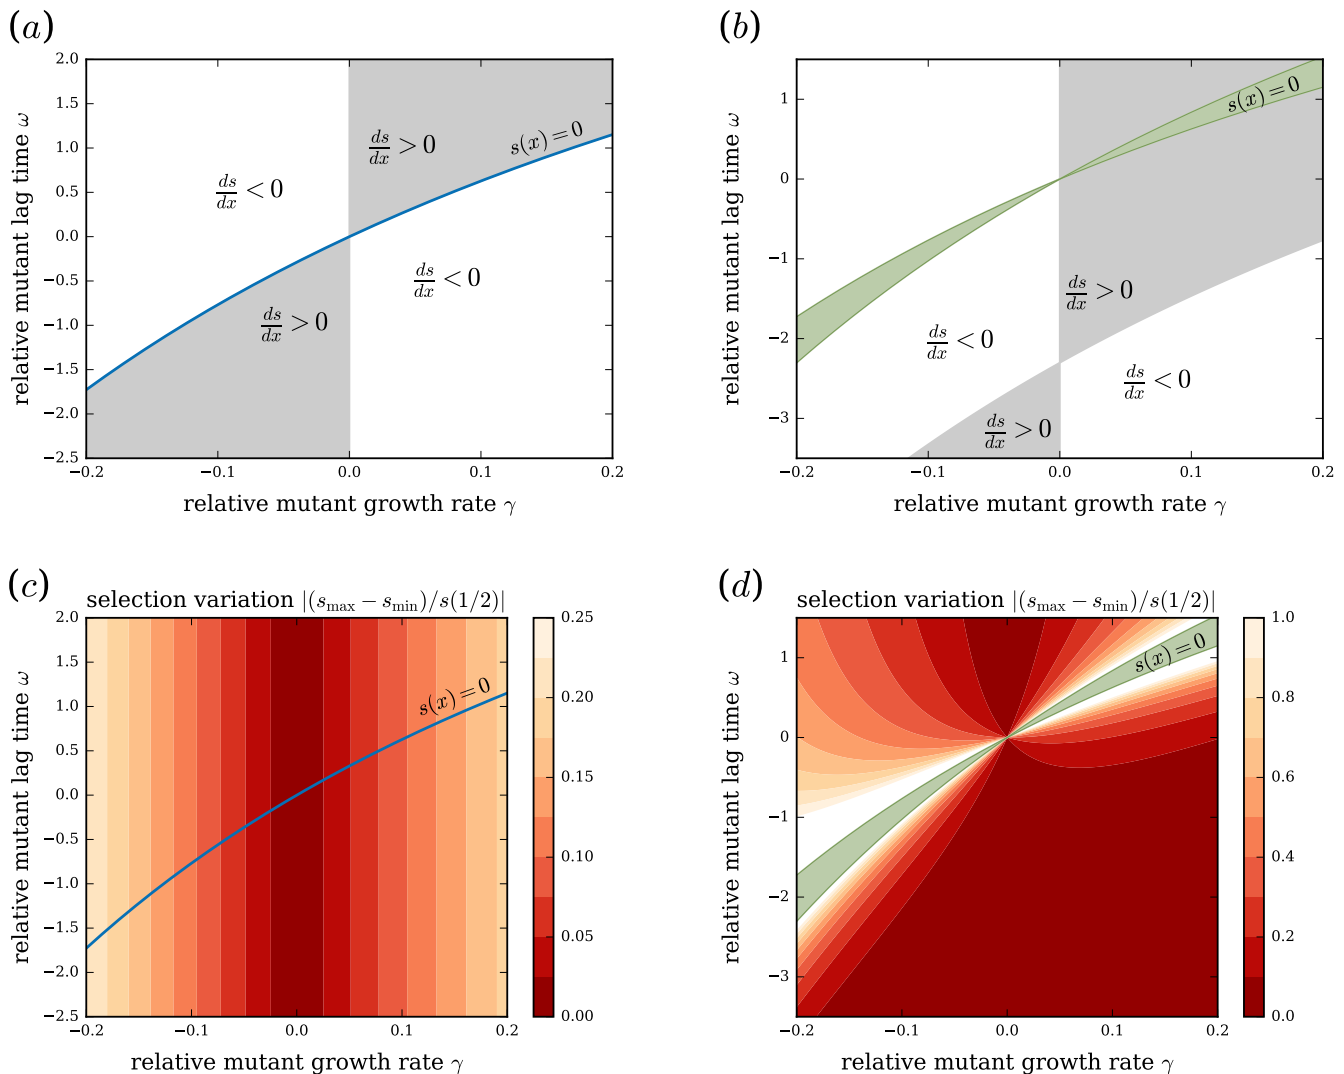 (a)
relative mutant lag time ω
2.0
1.5
1.0
0.5
0.0
−0.5
−1.0
−1.5
−2.0
−2.5
ds/dx > 0
s(x) = 0
ds/dx < 0
ds/dx < 0
ds/dx > 0
−0.2
−0.1
0.0
0.1
0.2
relative mutant growth rate γ
(b)
relative mutant lag time ω
1
0
−1
−2
−3
s(x) = 0
ds/dx > 0
ds/dx < 0
ds/dx < 0
ds/dx > 0
−0.2
−0.1
0.0
0.1
0.2
relative mutant growth rate γ
(c)
selection variation |(s_max − s_min)/s(1/2)|
relative mutant lag time ω
2.0
1.5
1.0
0.5
0.0
−0.5
−1.0
−1.5
−2.0
−2.5
s(x) = 0
−0.2
−0.1
0.0
0.1
0.2
relative mutant growth rate γ
0.25
0.20
0.15
0.10
0.05
0.00
(d)
selection variation |(s_max − s_min)/s(1/2)|
relative mutant lag time ω
1
0
−1
−2
−3
s(x) = 0
−0.2
−0.1
0.0
0.1
0.2
relative mutant growth rate γ
1.0
0.8
0.6
0.4
0.2
0.0